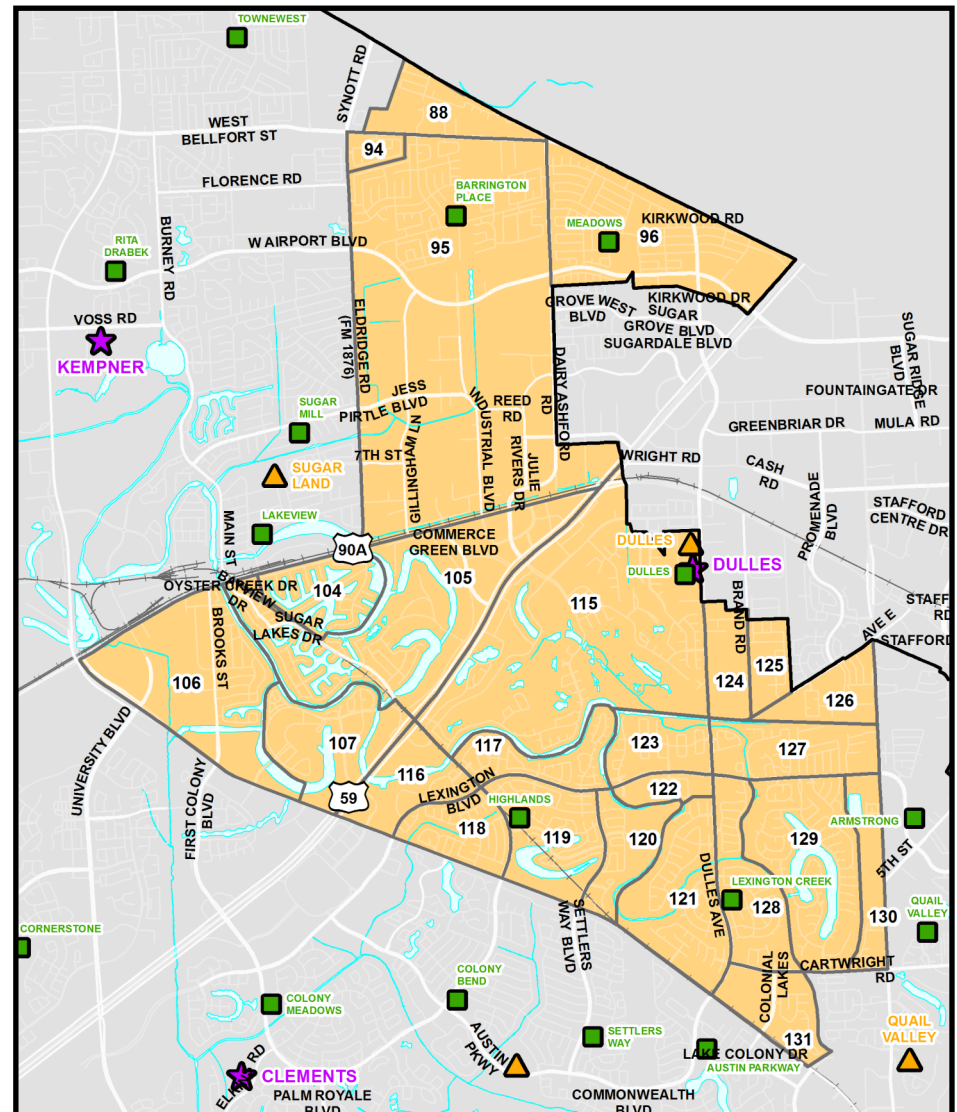 TOWNEWEST
SYNOTT RD
88
WEST
BELLFORT ST
94
FLORENCE RD
BARRINGTON
PLACE
MEADOWS
KIRKWOOD RD
96
RITA
DRABEK
BURNEY RD
W AIRPORT BLVD
95
GROVE WEST
BLVD
KIRKWOOD DR
SUGAR
GROVE BLVD
SUGARDALE BLVD
VOSS RD
KEMPNER
ELDRIDGE RD
(FM 1876)
DAIRY ASHFORD
RD
SUGAR RIDGE
BLVD
FOUNTAINGATE DR
JESS
PIRTLE BLVD
SUGAR
MILL
INDUSTRIAL BLVD
REED
RD
GREENBRIAR DR
MULA RD
7TH ST
GILLINGHAM LN
JULIE
RIVERS DR
WRIGHT RD
CASH
RD
SUGAR
LAND
PROMENADE
BLVD
STAFFORD
CENTRE DR
LAKEVIEW
MAIN ST
90A
COMMERCE
GREEN BLVD
DULLES
DULLES
DULLES
OYSTER CREEK DR
BAYVIEW
DR
104
105
115
SUGAR
LAKES DR
BROOKS ST
BRAND RD
AVE E
STAFF
RD
STAFFORD
106
124
125
126
107
UNIVERSITY BLVD
117
123
127
116
59
LEXINGTON
BLVD
122
FIRST COLONY
BLVD
HIGHLANDS
118
119
120
129
ARMSTRONG
5TH ST
121
DULLES AVE
LEXINGTON CREEK
128
130
QUAIL
VALLEY
CORNERSTONE
SETTLERS
WAY BLVD
COLONIAL
LAKES
CARTWRIGHT
RD
COLONY
MEADOWS
COLONY
BEND
AUSTIN
PKWY
SETTLERS
WAY
131
LAKE COLONY DR
AUSTIN PARKWAY
QUAIL
VALLEY
CLEMENTS
PALM ROYALE
BLVD
COMMONWEALTH
BLVD